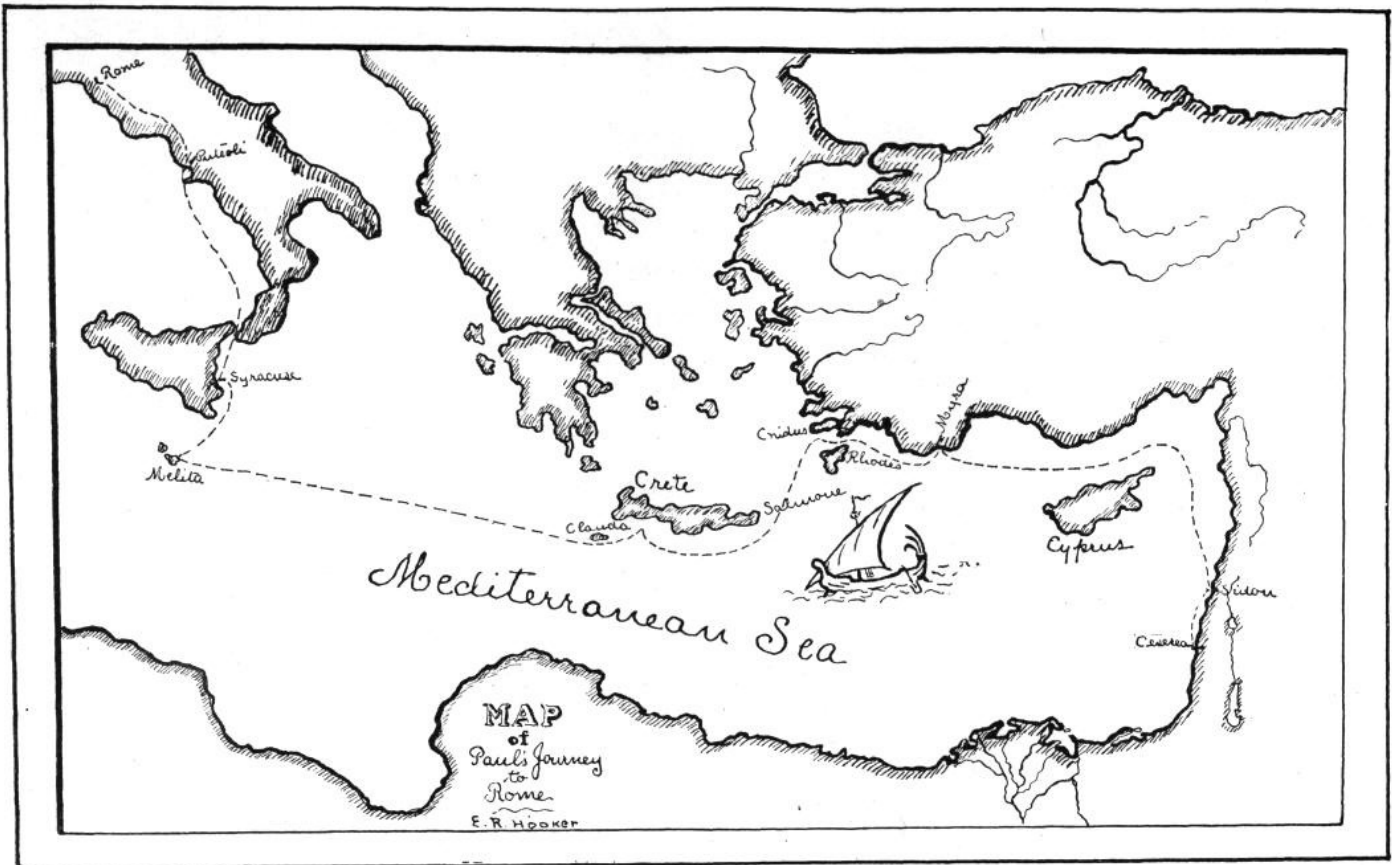 Rome
Puteoli
Syracuse
Melita
Cnidus
Rhodes
Myra
Crete
Salmone
Clauda
Cyprus
Sidon
Mediterranean Sea
MAP
of
Paul's Journey
to
Rome
E. R. HOOKER